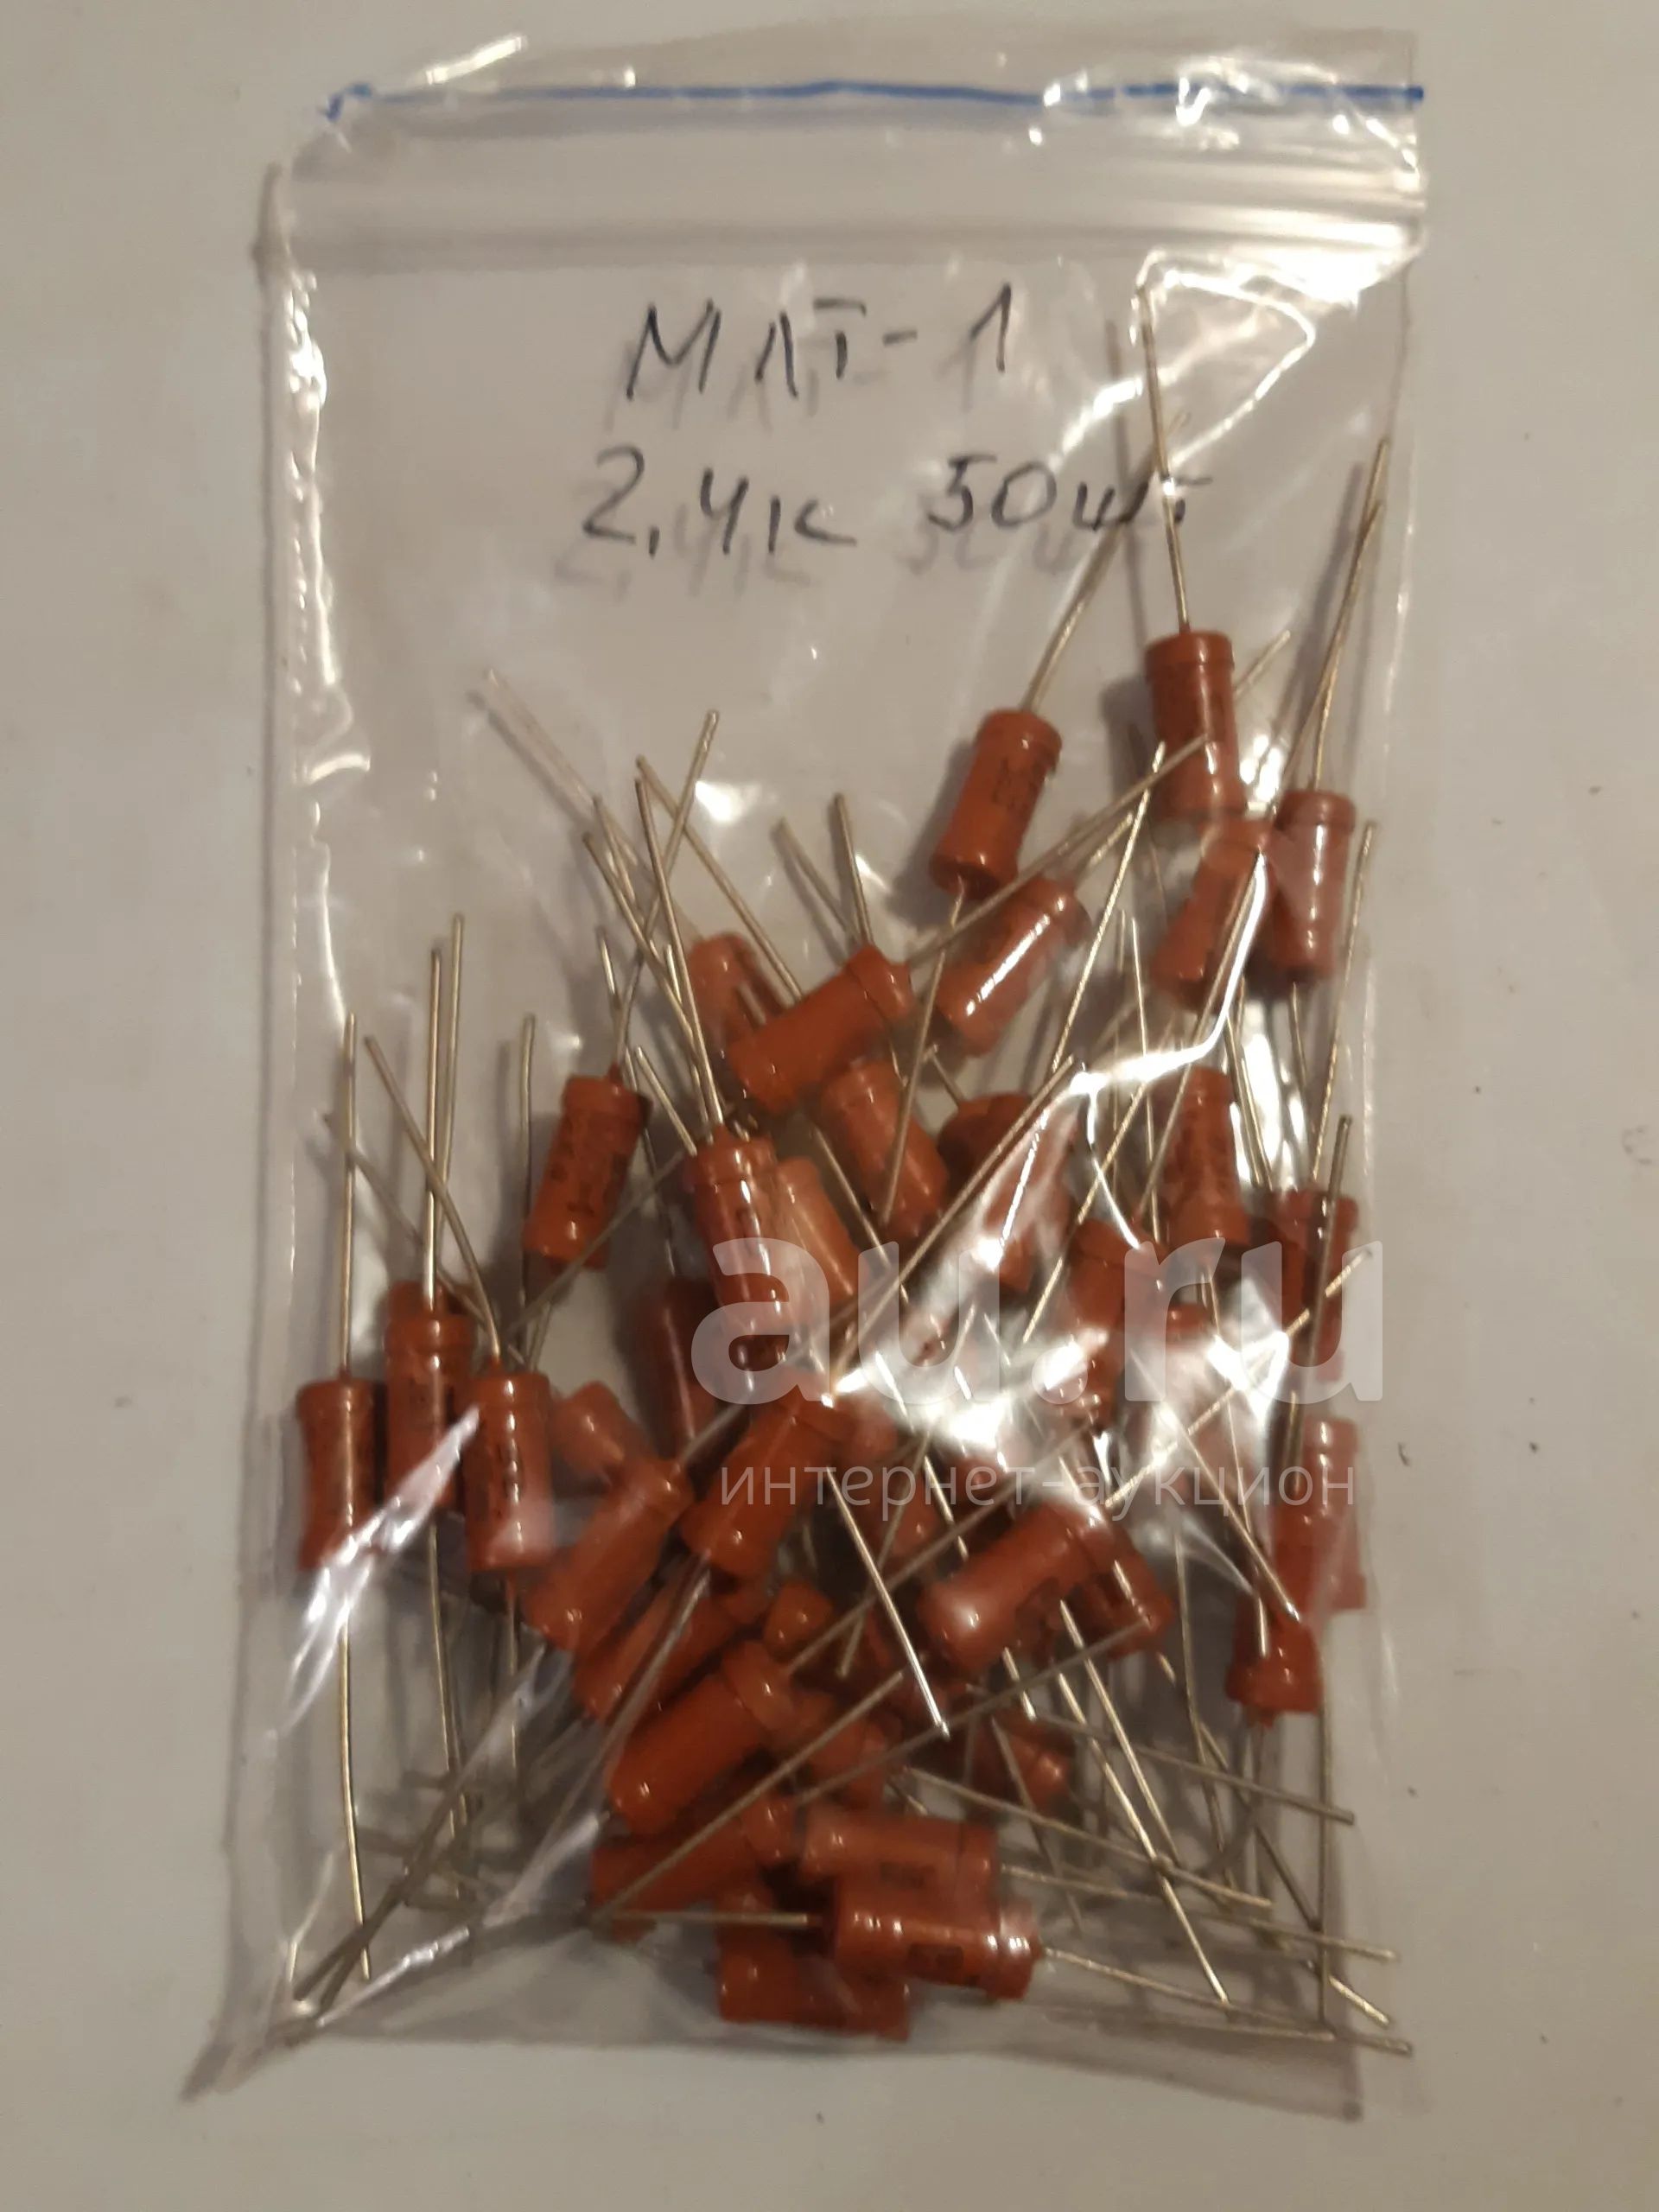 МЛТ-1
2,4к 50шт
au.ru
интернет-аукцион